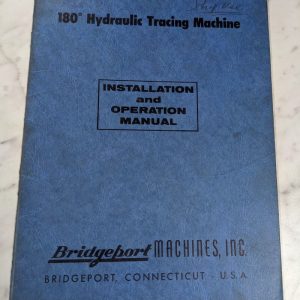 180° Hydraulic Tracing Machine
INSTALLATION
and
OPERATION
MANUAL
Bridgeport MACHINES, INC.
BRIDGEPORT, CONNECTICUT - U.S.A.